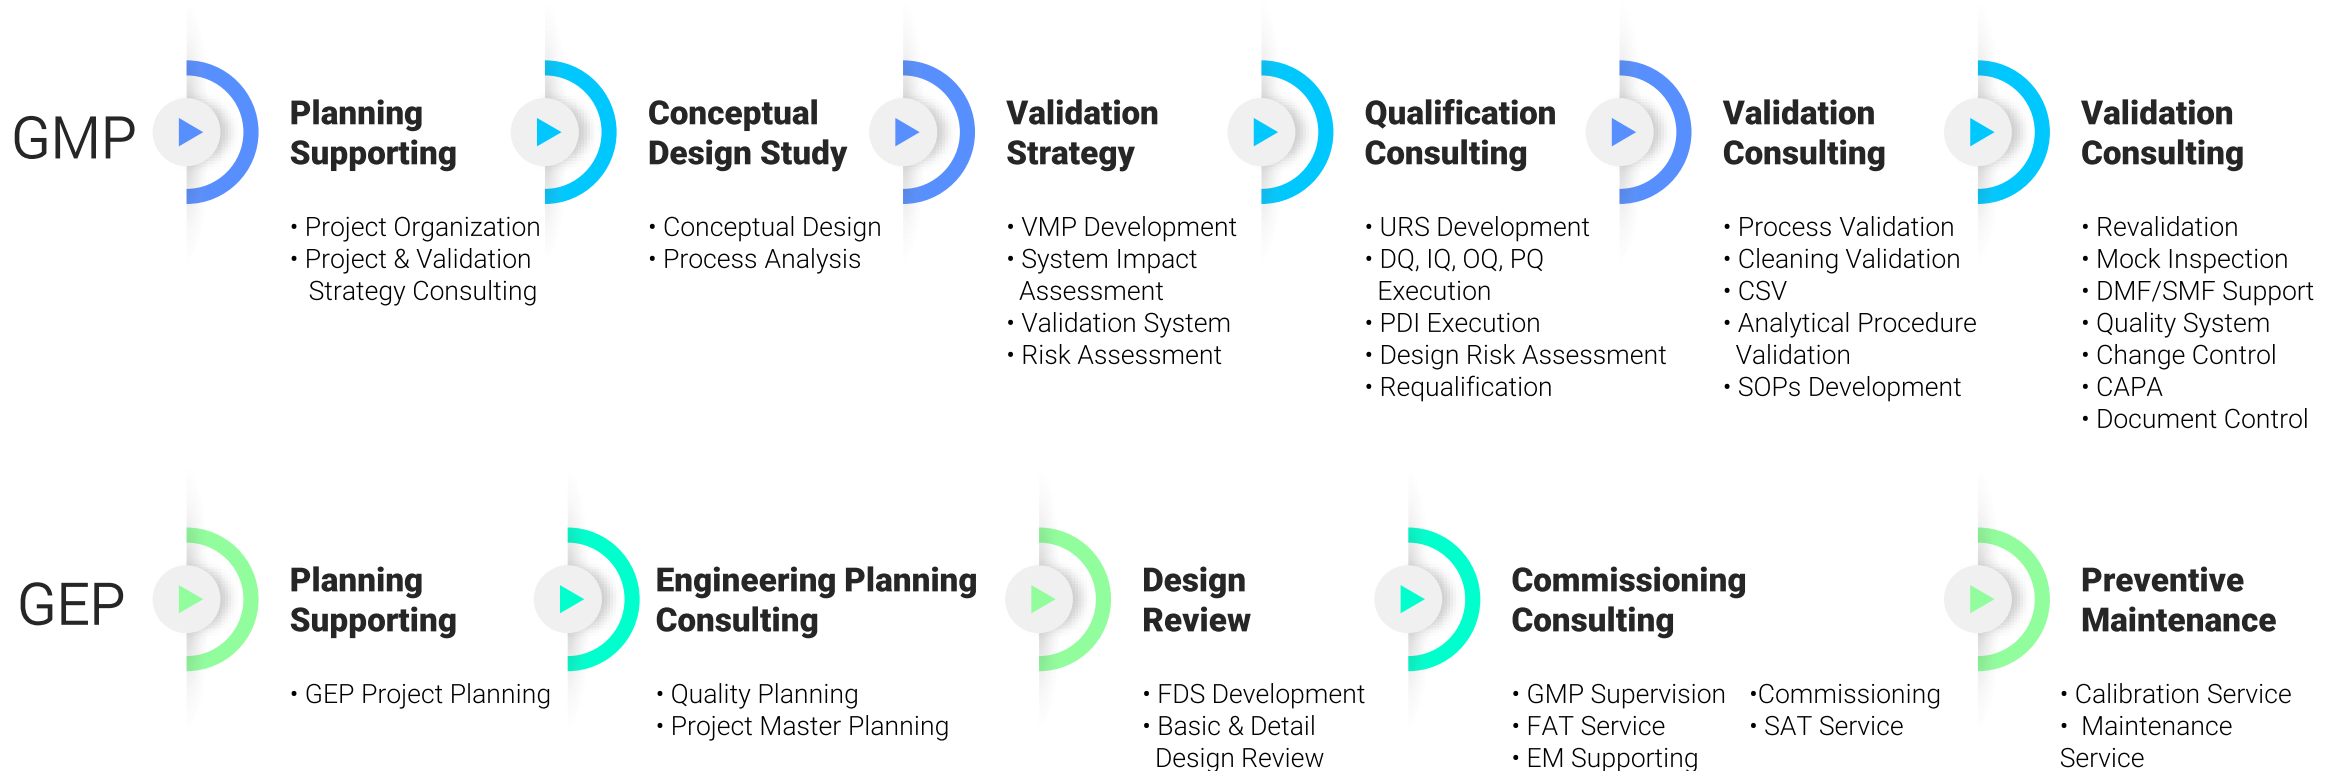 GMP
Planning
Supporting
• Project Organization
• Project & Validation
Strategy Consulting
Conceptual
Design Study
• Conceptual Design
• Process Analysis
Validation
Strategy
• VMP Development
• System Impact
Assessment
• Validation System
• Risk Assessment
Qualification
Consulting
• URS Development
• DQ, IQ, OQ, PQ
Execution
• PDI Execution
• Design Risk Assessment
• Requalification
Validation
Consulting
• Process Validation
• Cleaning Validation
• CSV
• Analytical Procedure
Validation
• SOPs Development
Validation
Consulting
• Revalidation
• Mock Inspection
• DMF/SMF Support
• Quality System
• Change Control
• CAPA
• Document Control
GEP
Planning
Supporting
• GEP Project Planning
Engineering Planning
Consulting
• Quality Planning
• Project Master Planning
Design
Review
• FDS Development
• Basic & Detail
Design Review
Commissioning
Consulting
• GMP Supervision
• FAT Service
• EM Supporting
•Commissioning
• SAT Service
Preventive
Maintenance
• Calibration Service
• Maintenance
Service